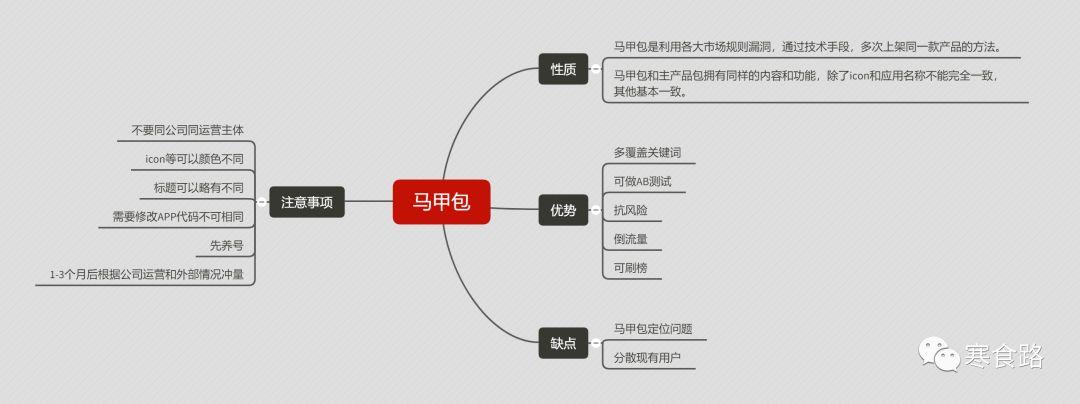 马甲包
性质
马甲包是利用各大市场规则漏洞，通过技术手段，多次上架同一款产品的方法。
马甲包和主产品包拥有同样的内容和功能，除了icon和应用名称不能完全一致，
其他基本一致。
优势
多覆盖关键词
可做AB测试
抗风险
倒流量
可刷榜
缺点
马甲包定位问题
分散现有用户
注意事项
不要同公司同运营主体
icon等可以颜色不同
标题可以略有不同
需要修改APP代码不可相同
先养号
1-3个月后根据公司运营和外部情况冲量
寒食路